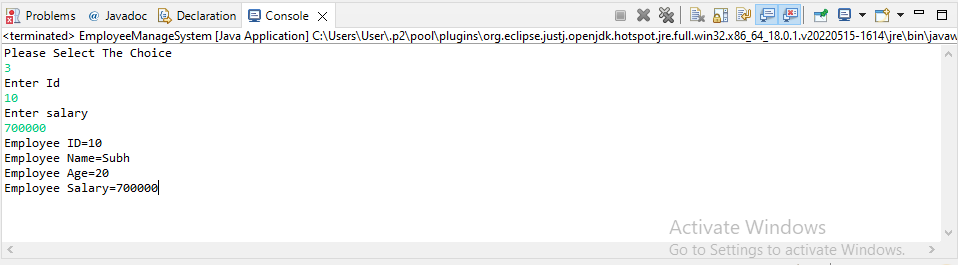 Problems @ Javadoc Declaration Console
<terminated> EmployeeManageSystem [Java Application] C:\Users\User\.p2\pool\plugins\org.eclipse.justj.openjdk.hotspot.jre.full.win32.x86_64_18.0.1.v20220515-1614\jre\bin\javaw
Please Select The Choice
3
Enter Id
10
Enter salary
700000
Employee ID=10
Employee Name=Subh
Employee Age=20
Employee Salary=700000
Activate Windows
Go to Settings to activate Windows.